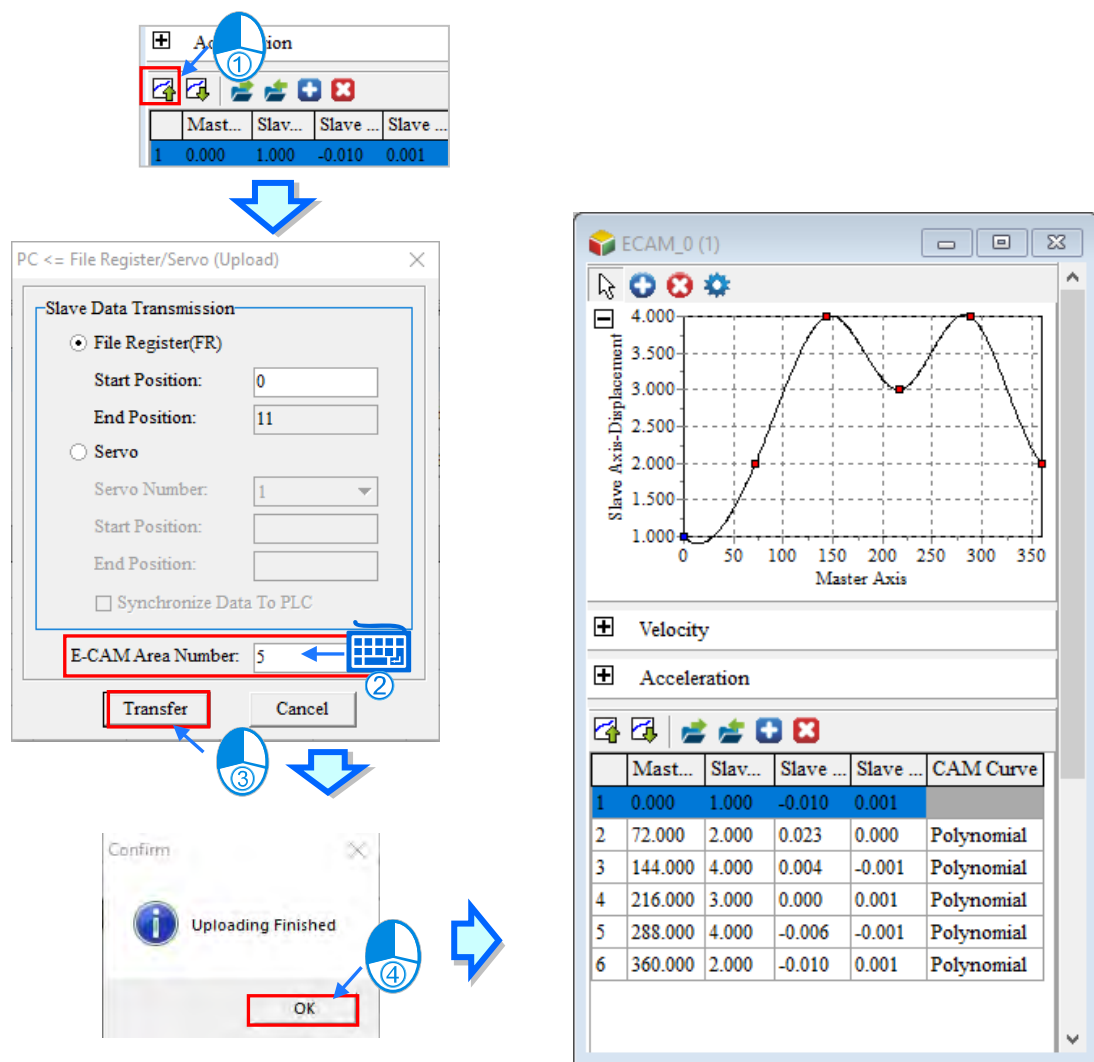 ①
Mast... Slav... Slave ... Slave ...
1 0.000 1.000 -0.010 0.001
PC <= File Register/Servo (Upload)
Slave Data Transmission
File Register(FR)
Start Position: 0
End Position: 11
Servo
Servo Number: 1
Start Position:
End Position:
Synchronize Data To PLC
E-CAM Area Number: 5
②
Transfer Cancel
③
Confirm
Uploading Finished
④
OK
ECAM_0 (1)
Slave Axis-Displacement
4.000
3.500
3.000
2.500
2.000
1.500
1.000
0 50 100 150 200 250 300 350
Master Axis
Velocity
Acceleration
Mast... Slav... Slave ... Slave ... CAM Curve
1 0.000 1.000 -0.010 0.001
2 72.000 2.000 0.023 0.000 Polynomial
3 144.000 4.000 0.004 -0.001 Polynomial
4 216.000 3.000 0.000 0.001 Polynomial
5 288.000 4.000 -0.006 -0.001 Polynomial
6 360.000 2.000 -0.010 0.001 Polynomial